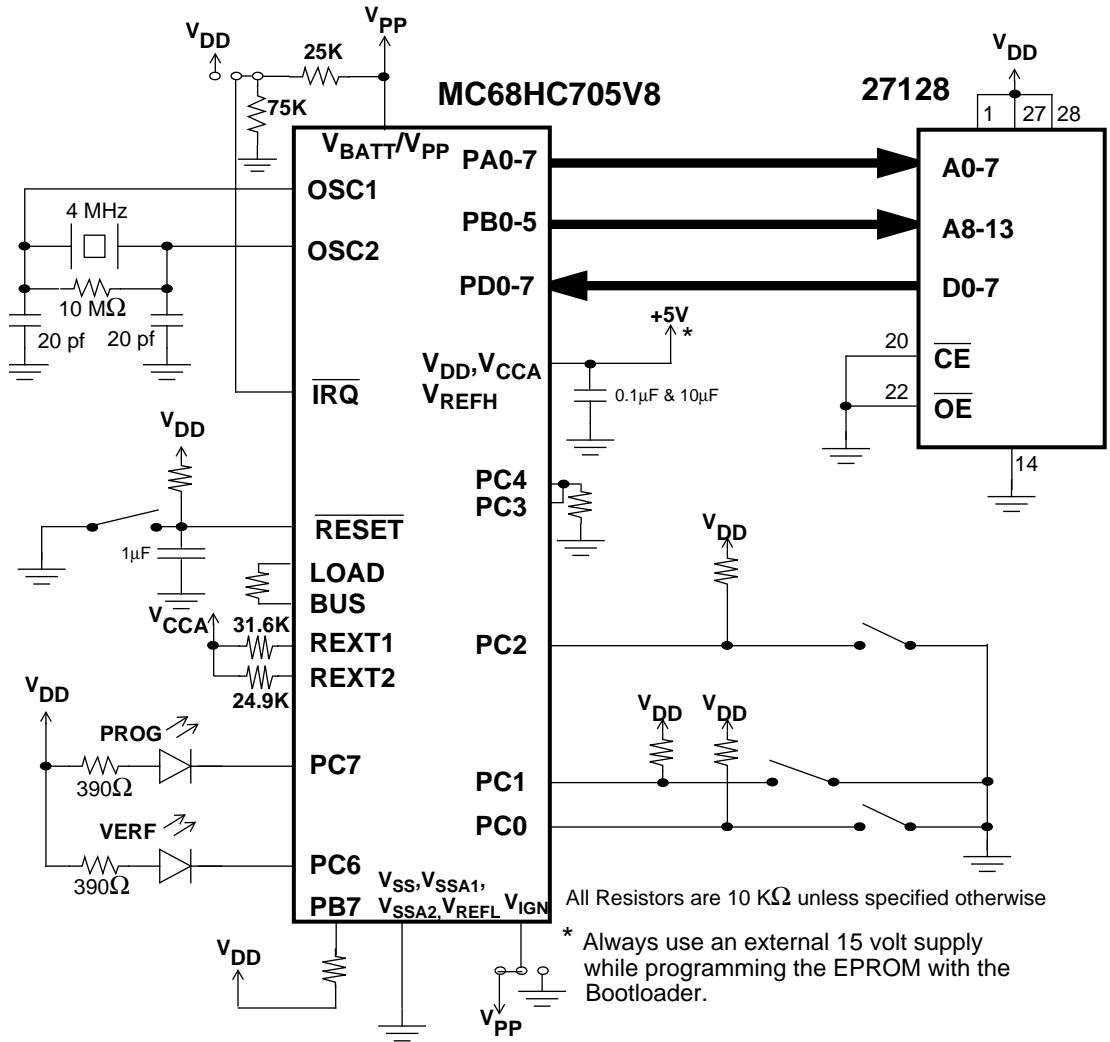 VDD
VPP
25K
75K
MC68HC705V8
27128
VDD
1
27
28
VBATT/VPP
OSC1
OSC2
IRQ
RESET
LOAD
BUS
REXT1
REXT2
PC7
PC6
PB7
PA0-7
PB0-5
PD0-7
VDD,VCCA
VREFH
PC4
PC3
PC2
PC1
PC0
VSS,VSSA1,
VSSA2,VREFL
VIGN
A0-7
A8-13
D0-7
20
CE
22
OE
14
4 MHz
10 MΩ
20 pf
20 pf
+5V
*
0.1μF & 10μF
VDD
1μF
VCCA
31.6K
24.9K
VDD
PROG
390Ω
VERF
390Ω
VDD
VDD
VDD
VDD
VPP
All Resistors are 10 KΩ unless specified otherwise
* Always use an external 15 volt supply
while programming the EPROM with the
Bootloader.